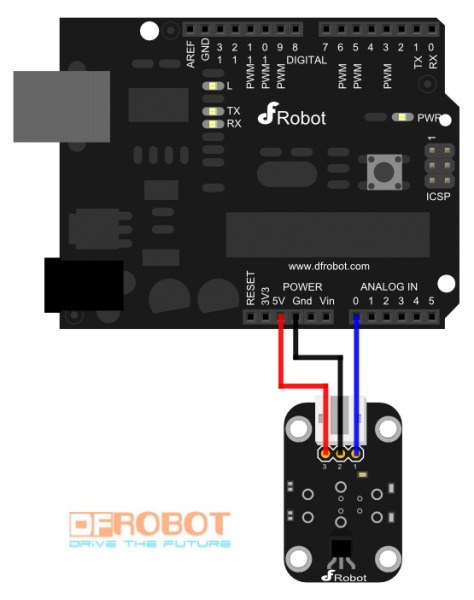 AREF
GND
13
12
PWM 11
PWM 10
PWM 9
8
DIGITAL
7
PWM 6
PWM 5
4
PWM 3
2
TX 1
RX 0
L
TX
RX
dfRobot
PWR
1
ICSP
www.dfrobot.com
RESET
3V3
POWER
5V Gnd Vin
ANALOG IN
0 1 2 3 4 5
3 2 1
DFROBOT
DRIVE THE FUTURE
dfRobot